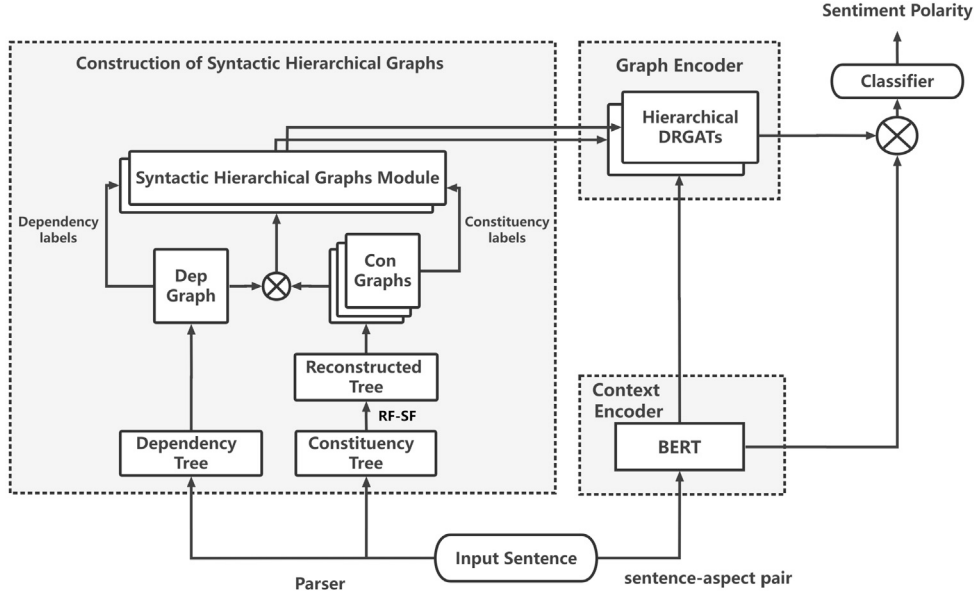 Sentiment Polarity
Construction of Syntactic Hierarchical Graphs
Graph Encoder
Classifier
Hierarchical
DRGATs
Syntactic Hierarchical Graphs Module
Dependency
labels
Constituency
labels
Dep
Graph
Con
Graphs
Reconstructed
Tree
RF-SF
Context
Encoder
Dependency
Tree
Constituency
Tree
BERT
Input Sentence
Parser
sentence-aspect pair